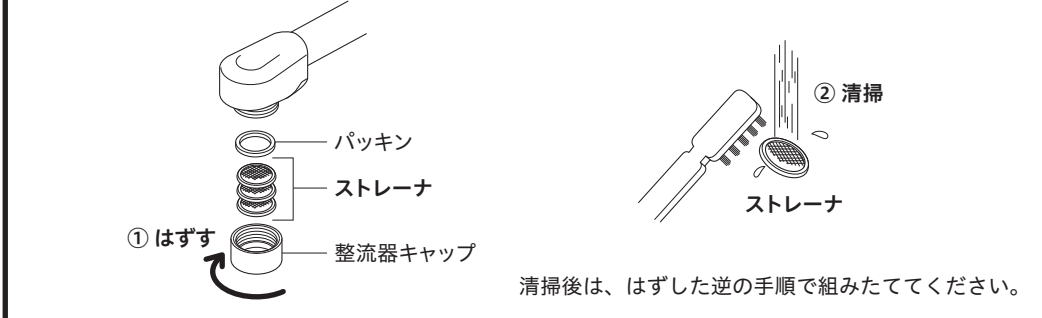 パッキン
ストレーナ
① はずす
整流器キャップ
② 清掃
ストレーナ
清掃後は、はずした逆の手順で組みたててください。